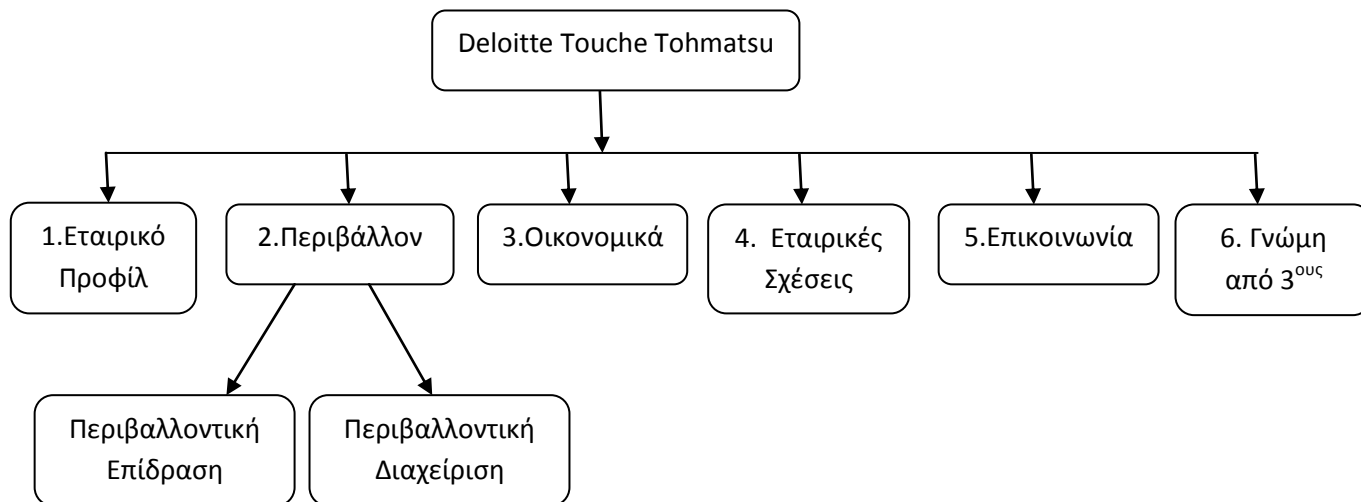 Deloitte Touche Tohmatsu
1.Εταιρικό
Προφίλ
2.Περιβάλλον
3.Οικονομικά
4. Εταιρικές
Σχέσεις
5.Επικοινωνία
6. Γνώμη
από 3ους
Περιβαλλοντική
Επίδραση
Περιβαλλοντική
Διαχείριση